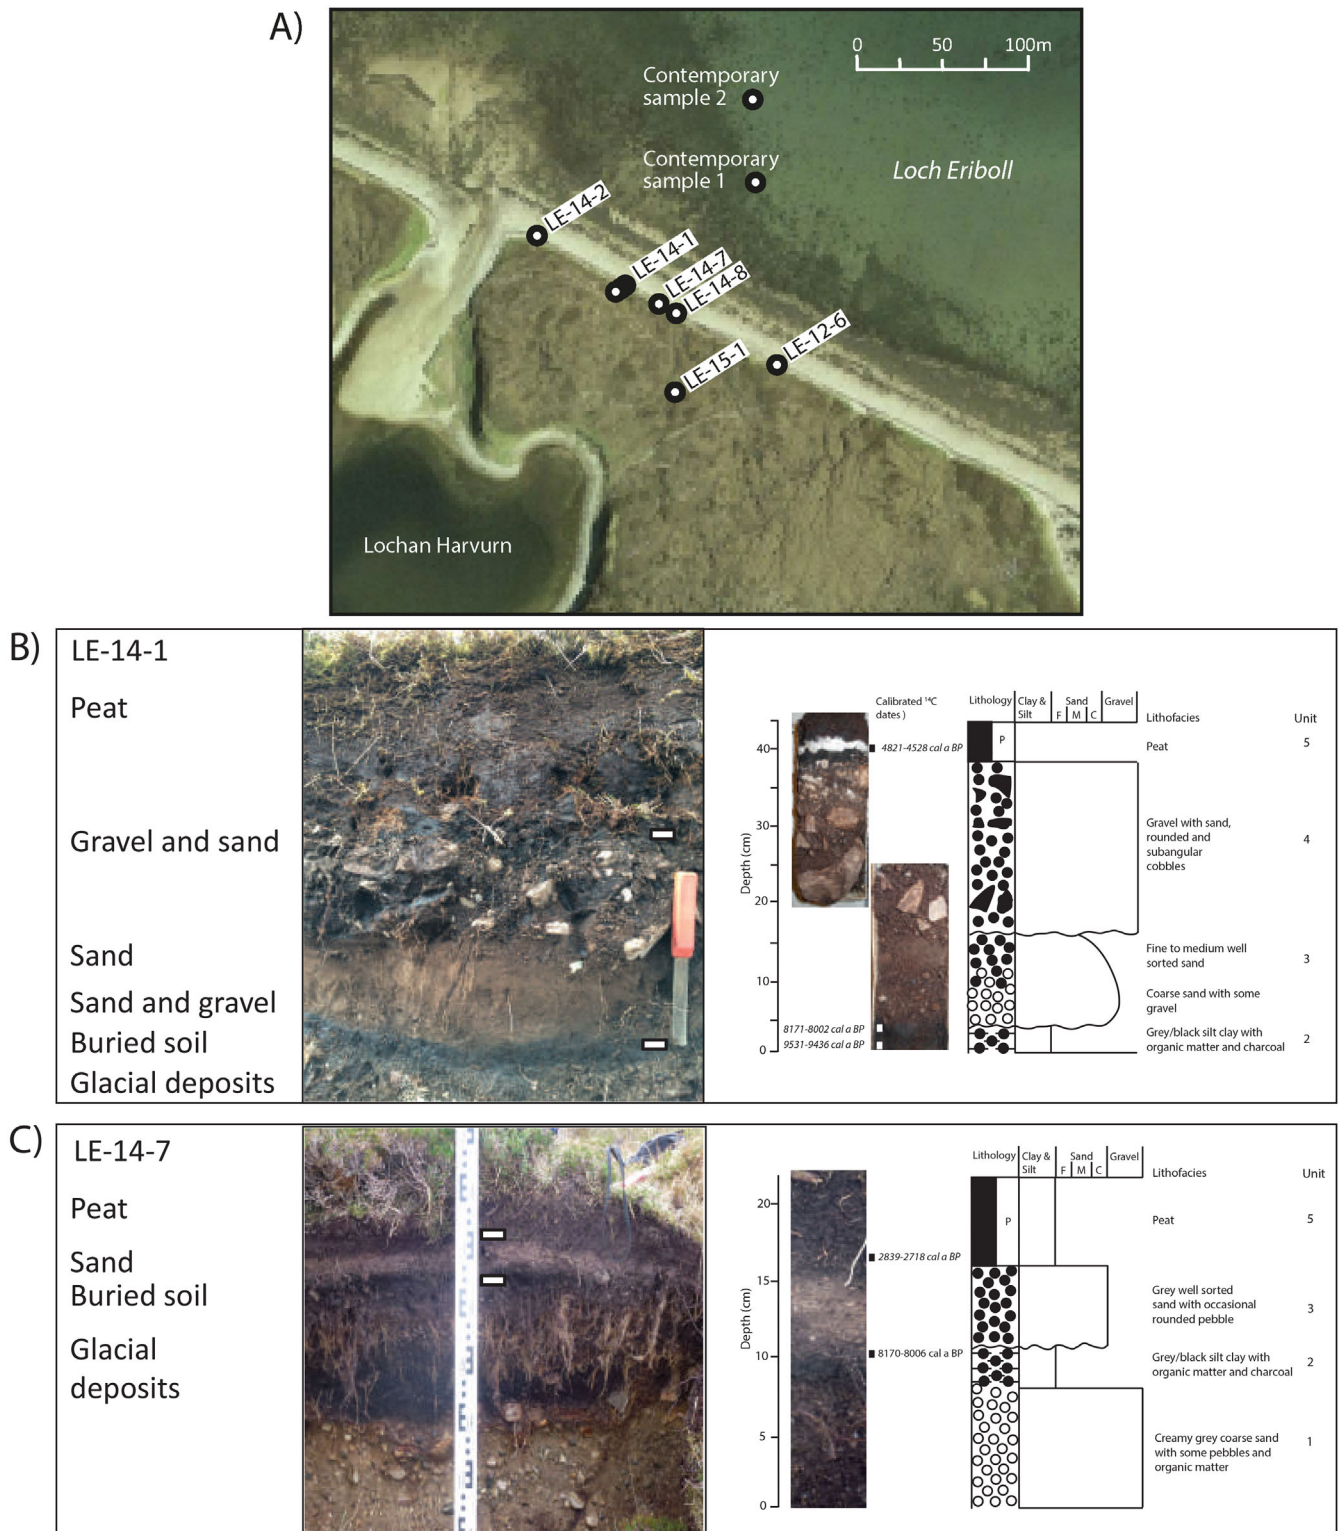 A)
0 50 100m
Contemporary
sample 2
Contemporary
sample 1
Loch Eriboll
LE-14-2
LE-14-1
LE-14-7
LE-14-8
LE-12-6
LE-15-1
Lochan Harvurn
B)
LE-14-1
Peat
Gravel and sand
Sand
Sand and gravel
Buried soil
Glacial deposits
Calibrated ¹⁴C
dates )
Depth (cm)
40
30
20
10
0
4821-4528 cal a BP
8171-8002 cal a BP
9531-9436 cal a BP
Lithology Clay & Silt Sand F M C Gravel
Lithofacies Unit
P
Peat 5
Gravel with sand,
rounded and
subangular
cobbles
4
Fine to medium well
sorted sand
3
Coarse sand with some
gravel
Grey/black silt clay with
organic matter and charcoal
2
C)
LE-14-7
Peat
Sand
Buried soil
Glacial
deposits
Depth (cm)
20
15
10
5
0
2839-2718 cal a BP
8170-8006 cal a BP
Lithology Clay & Silt Sand F M C Gravel
Lithofacies Unit
P
Peat 5
Grey well sorted
sand with occasional
rounded pebble
3
Grey/black silt clay with
organic matter and charcoal
2
Creamy grey coarse sand
with some pebbles and
organic matter
1